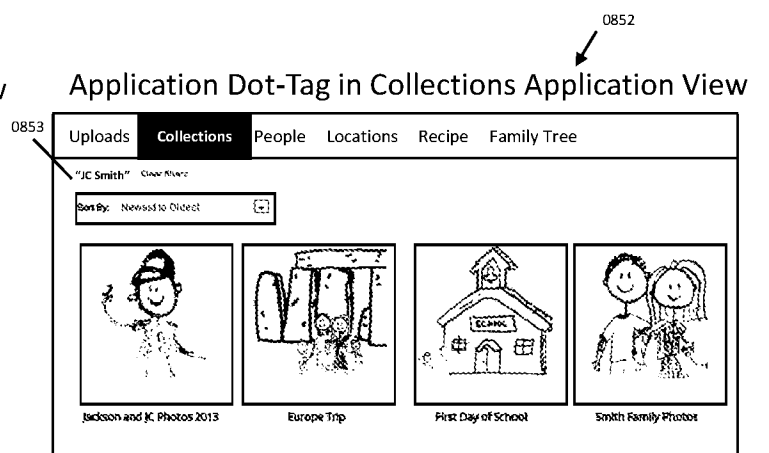 0852
Application Dot-Tag in Collections Application View
0853
Uploads Collections People Locations Recipe Family Tree
"JC Smith" Clear filters
Sort By: Newest to Oldest
SCHOOL
Jackson and JC Photos 2013 Europe Trip First Day of School Smith Family Photos